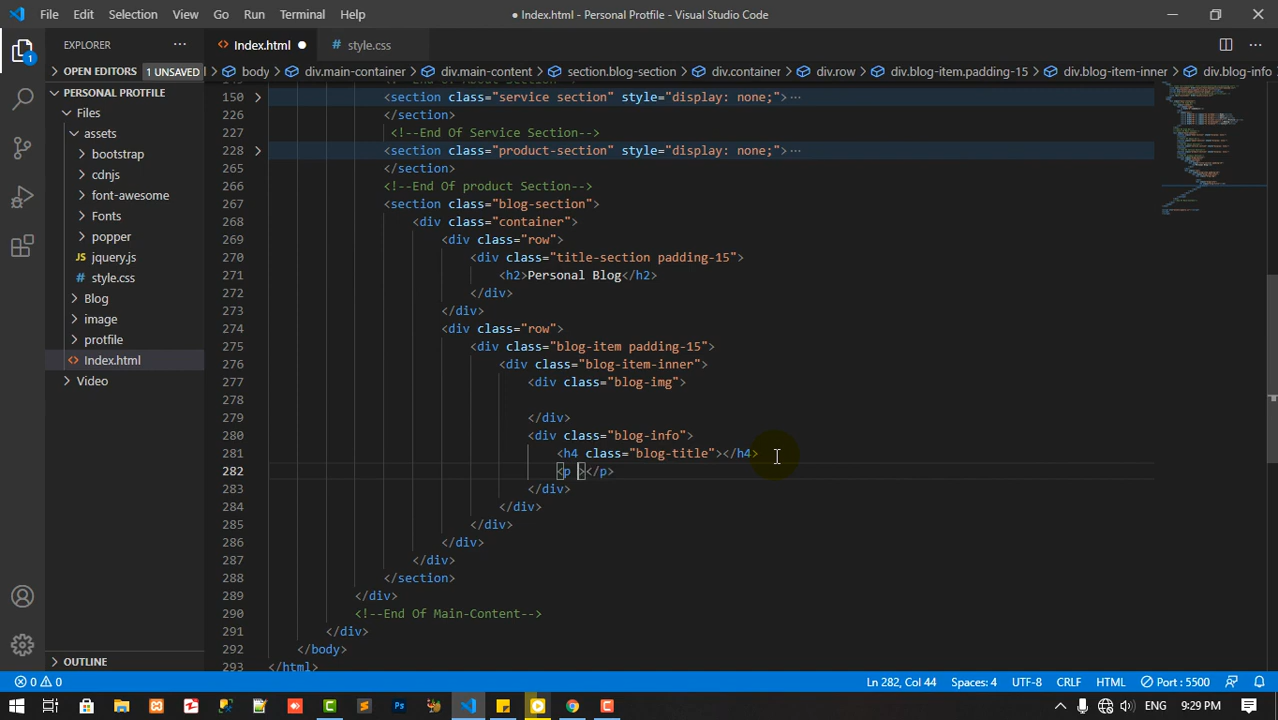 File Edit Selection View Go Run Terminal Help
● Index.html - Personal Protfile - Visual Studio Code
EXPLORER
Index.html
style.css
OPEN EDITORS 1 UNSAVED
body > div.main-container > div.main-content > section.blog-section > div.container > div.row > div.blog-item.padding-15 > div.blog-item-inner > div.blog-info
PERSONAL PROTFILE
Files
assets
bootstrap
cdnjs
font-awesome
Fonts
popper
JS jquery.js
# style.css
Blog
image
protfile
Index.html
Video
OUTLINE
150 <section class="service section" style="display: none;">
226 </section>
227 <!--End Of Service Section-->
228 <section class="product-section" style="display: none;">
265 </section>
266 <!--End Of product Section-->
267 <section class="blog-section">
268 <div class="container">
269 <div class="row">
270 <div class="title-section padding-15">
271 <h2>Personal Blog</h2>
272 </div>
273 </div>
274 <div class="row">
275 <div class="blog-item padding-15">
276 <div class="blog-item-inner">
277 <div class="blog-img">
278
279 </div>
280 <div class="blog-info">
281 <h4 class="blog-title"></h4>
282 <p ></p>
283 </div>
284 </div>
285 </div>
286 </div>
287 </div>
288 </section>
289 </div>
290 <!--End Of Main-Content-->
291 </div>
292 </body>
293 </html>
0 0 Ln 282, Col 44 Spaces: 4 UTF-8 CRLF HTML Port : 5500
ENG 9:29 PM